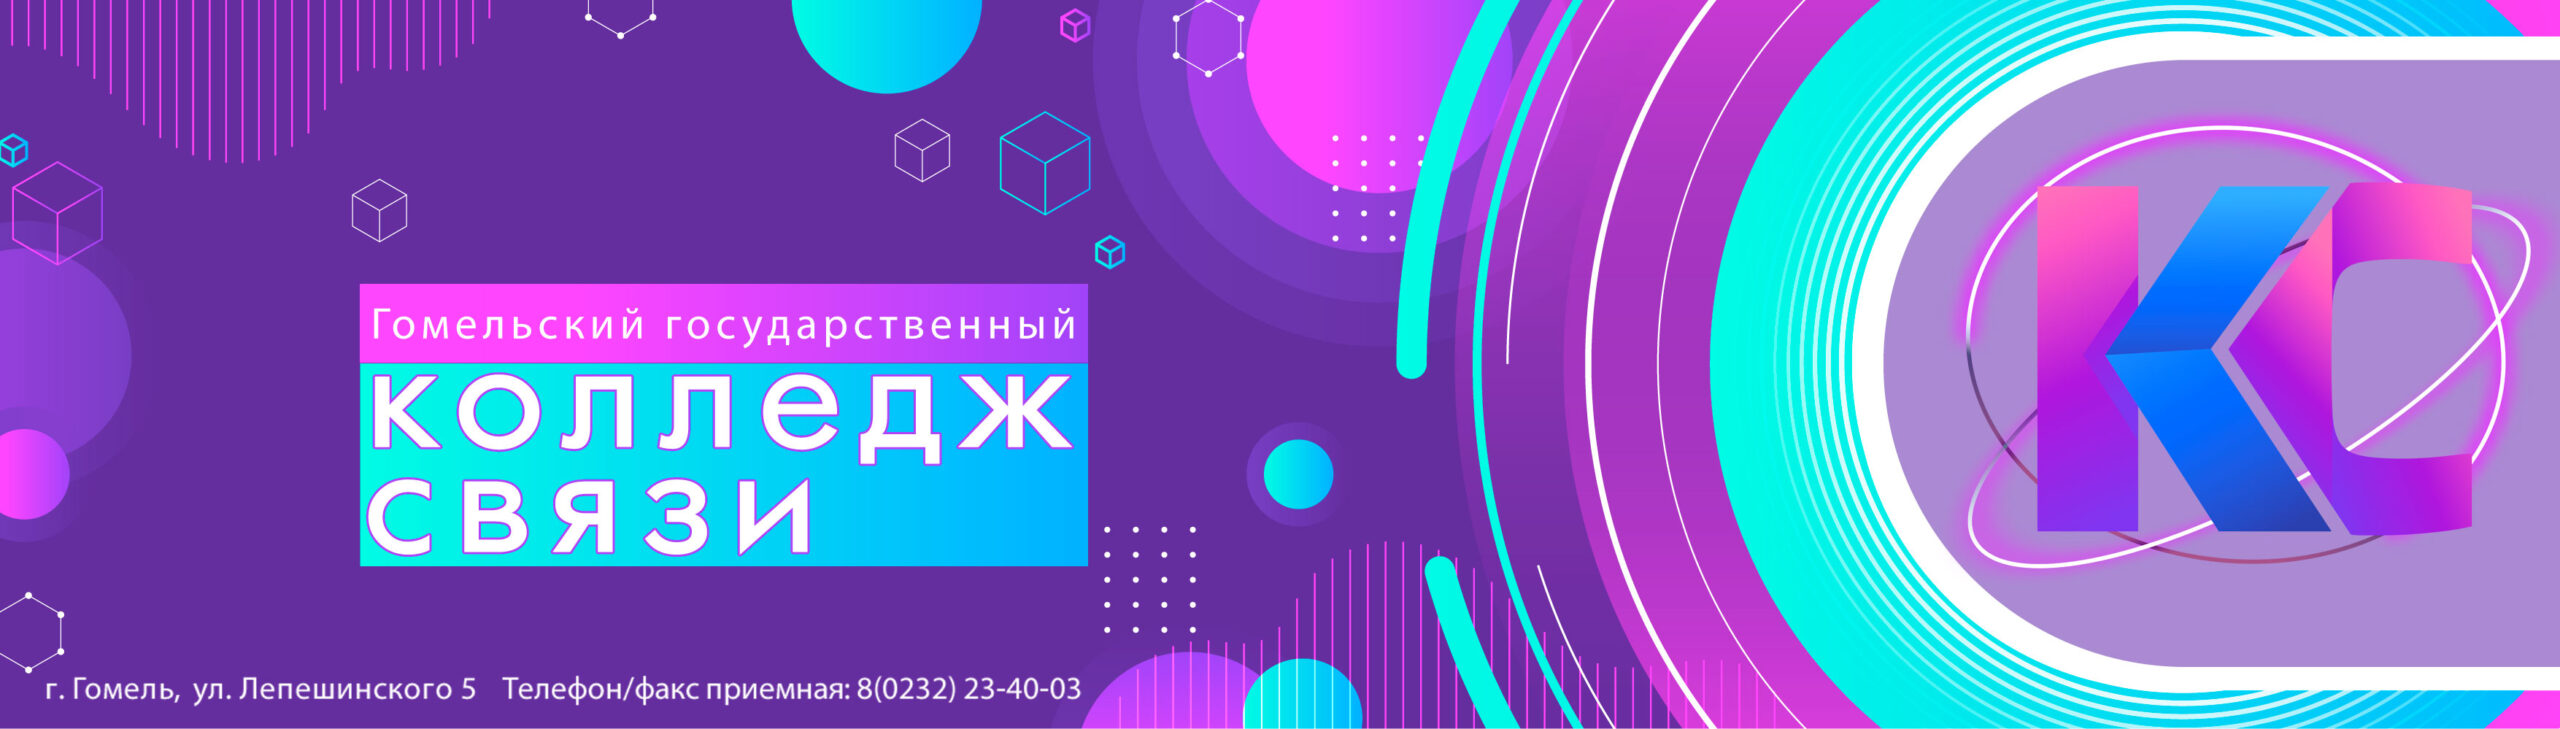 Гомельский государственный
колледж
связи
г. Гомель, ул. Лепешинского 5 Телефон/факс приемная: 8(0232) 23-40-03
КС